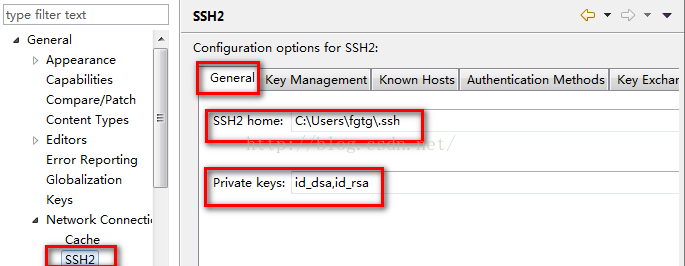 type filter text
General
Appearance
Capabilities
Compare/Patch
Content Types
Editors
Error Reporting
Globalization
Keys
Network Connectio
Cache
SSH2
SSH2
Configuration options for SSH2:
General
Key Management
Known Hosts
Authentication Methods
Key Exchan
SSH2 home: C:\Users\fgtg\.ssh
http://blog.csdn.net/
Private keys: id_dsa,id_rsa